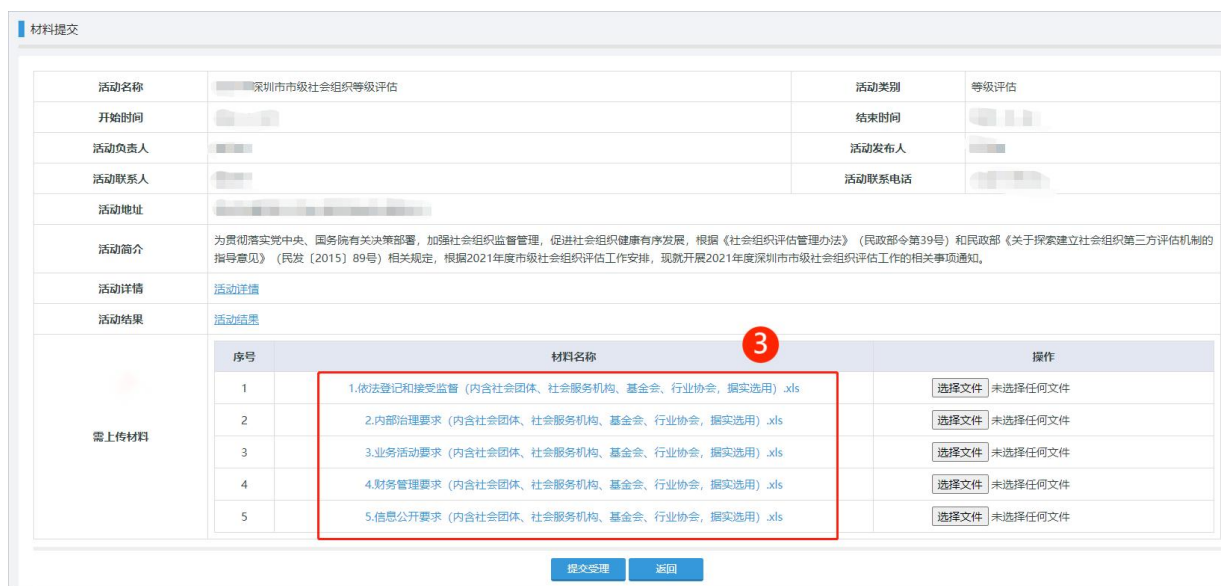 材料提交
活动名称 深圳市市级社会组织等级评估 活动类别 等级评估
开始时间 结束时间
活动负责人 活动发布人
活动联系人 活动联系电话
活动地址
活动简介 为贯彻落实党中央、国务院有关决策部署，加强社会组织监督管理，促进社会组织健康有序发展，根据《社会组织评估管理办法》（民政部令第39号）和民政部《关于探索建立社会组织第三方评估机制的
指导意见》（民发〔2015〕89号）相关规定，根据2021年度市级社会组织评估工作安排，现就开展2021年度深圳市市级社会组织评估工作的相关事项通知。
活动详情 活动详情
活动结果 活动结果
3
序号 材料名称 操作
1 1.依法登记和接受监督（内含社会团体、社会服务机构、基金会、行业协会，据实选用）.xls 选择文件 未选择任何文件
2 2.内部治理要求（内含社会团体、社会服务机构、基金会、行业协会，据实选用）.xls 选择文件 未选择任何文件
需上传材料
3 3.业务活动要求（内含社会团体、社会服务机构、基金会、行业协会，据实选用）.xls 选择文件 未选择任何文件
4 4.财务管理要求（内含社会团体、社会服务机构、基金会、行业协会，据实选用）.xls 选择文件 未选择任何文件
5 5.信息公开要求（内含社会团体、社会服务机构、基金会、行业协会，据实选用）.xls 选择文件 未选择任何文件
提交受理 返回